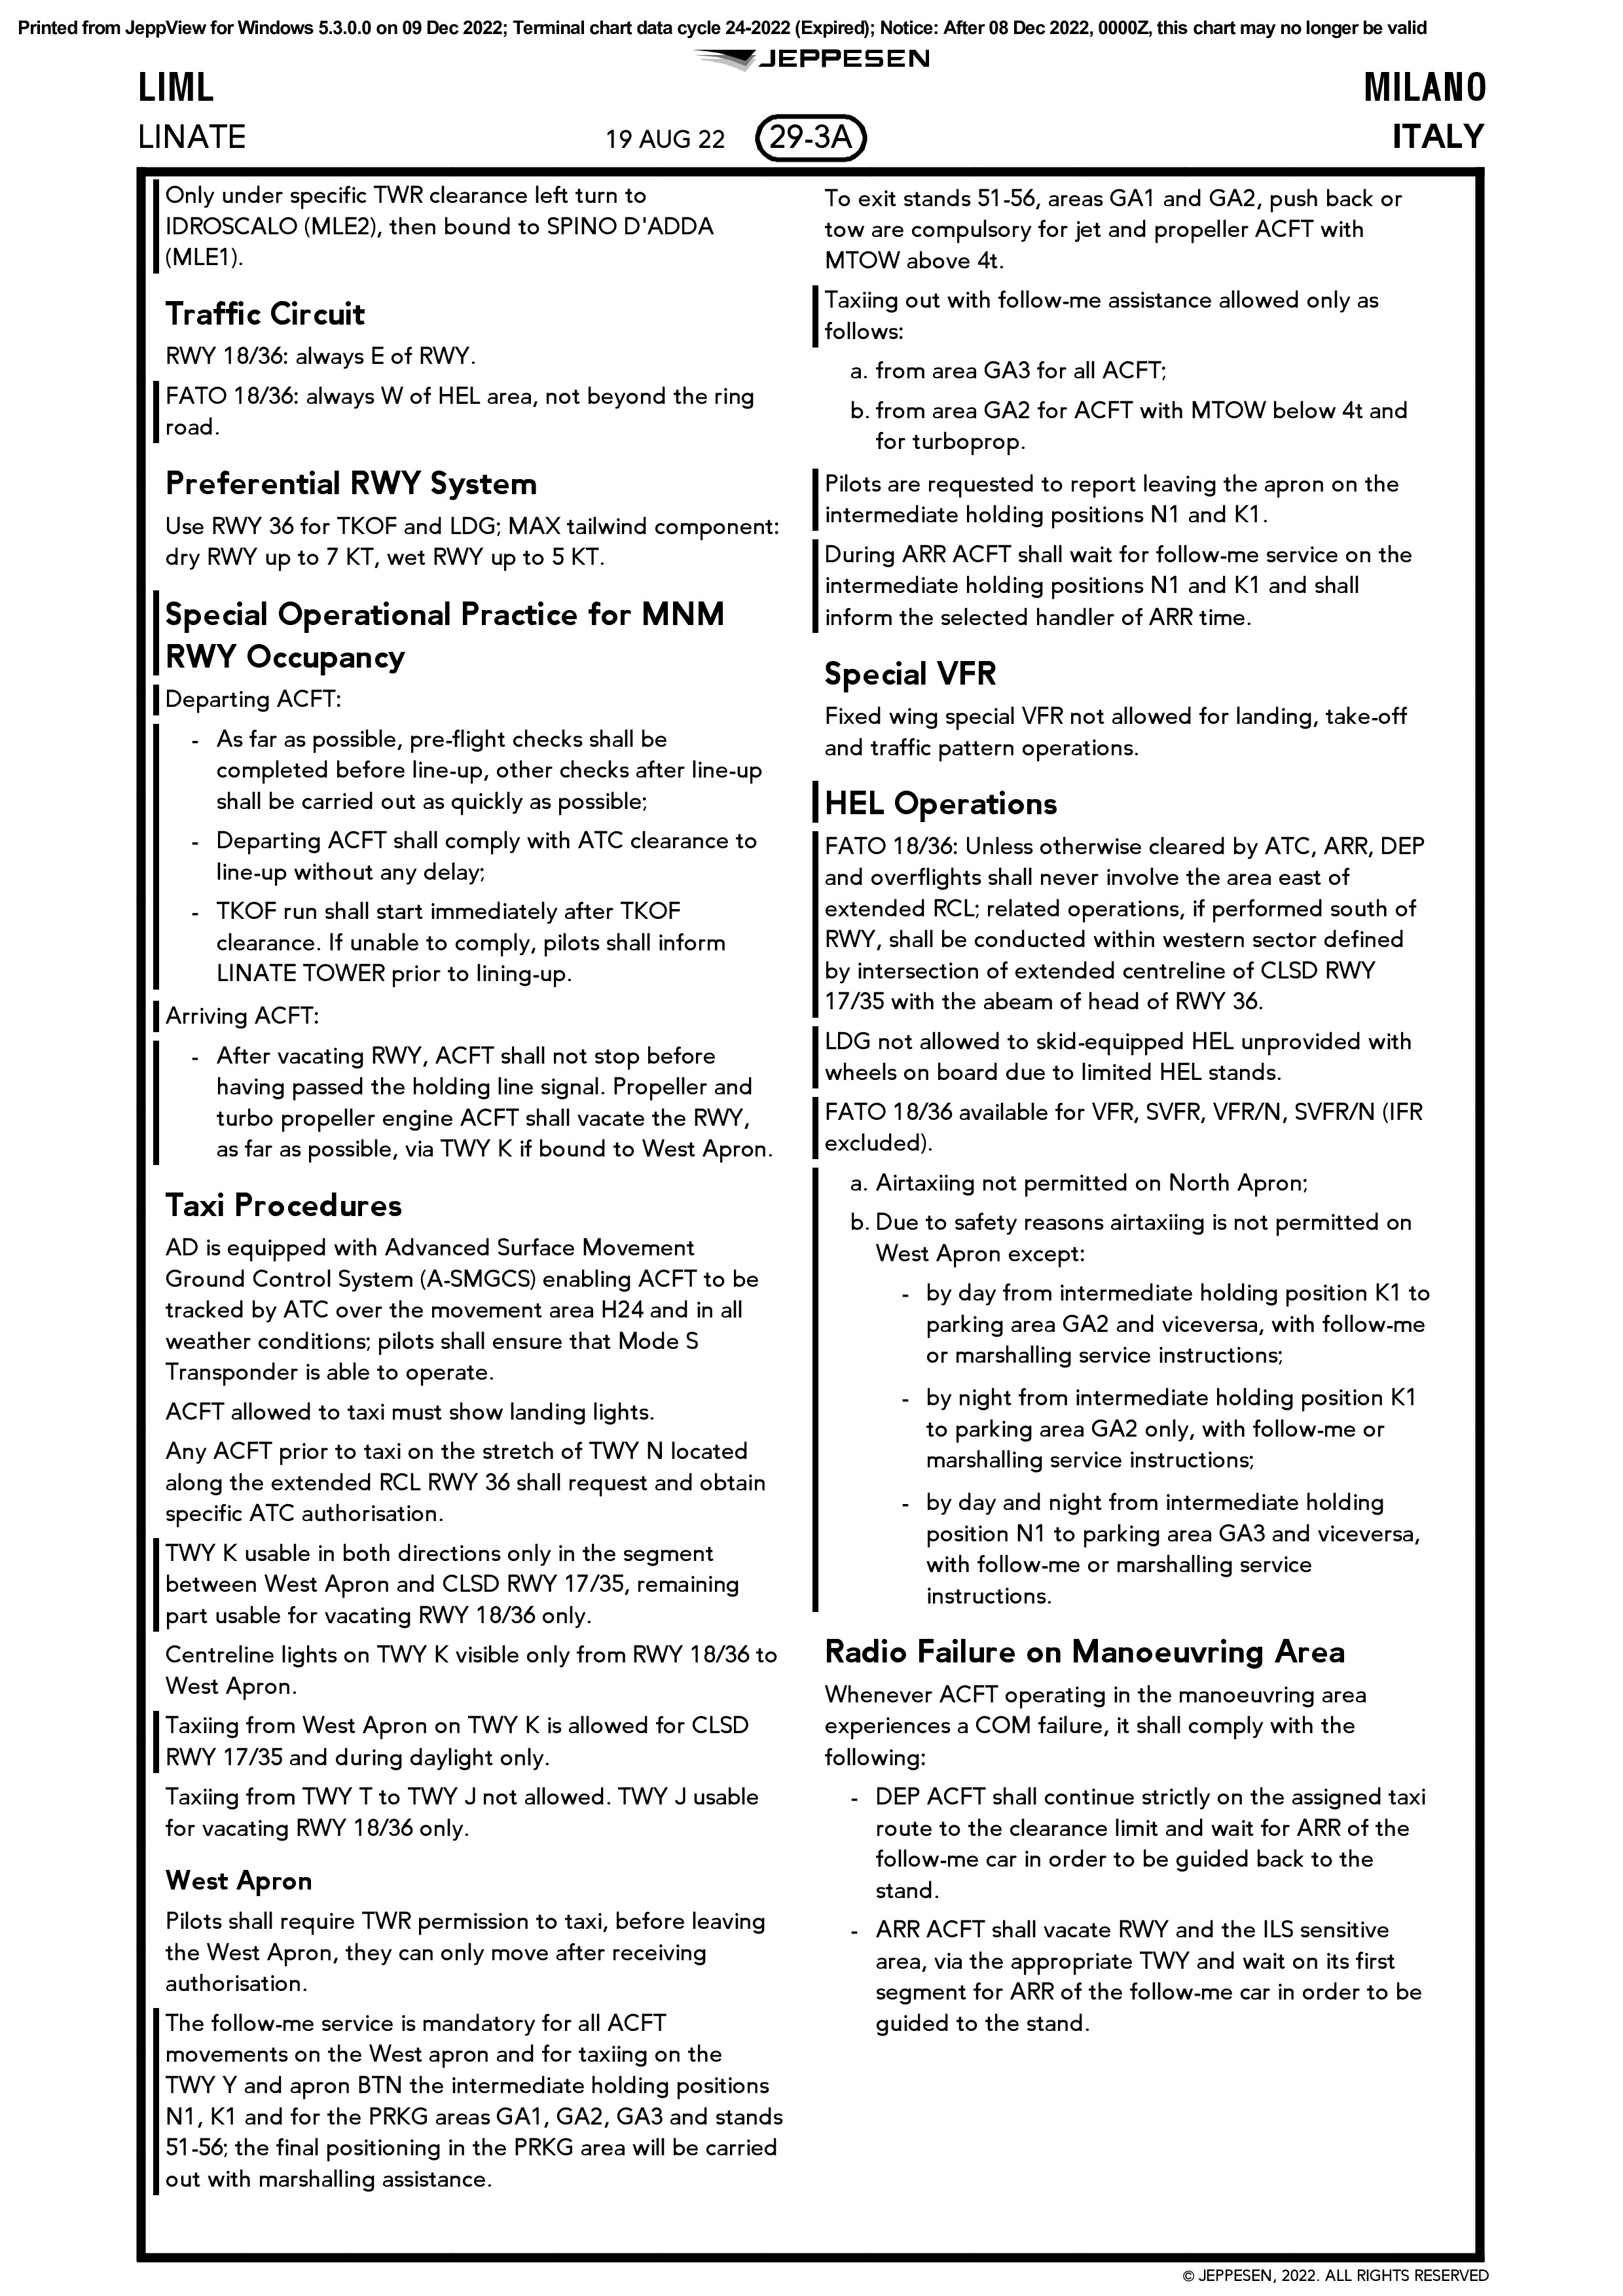 Printed from JeppView for Windows 5.3.0.0 on 09 Dec 2022; Terminal chart data cycle 24-2022 (Expired); Notice: After 08 Dec 2022, 0000Z, this chart may no longer be valid
JEPPESEN
LIML
MILANO
LINATE
19 AUG 22
29-3A
ITALY
Only under specific TWR clearance left turn to
IDROSCALO (MLE2), then bound to SPINO D'ADDA
(MLE1).
Traffic Circuit
RWY 18/36: always E of RWY.
FATO 18/36: always W of HEL area, not beyond the ring
road.
Preferential RWY System
Use RWY 36 for TKOF and LDG; MAX tailwind component:
dry RWY up to 7 KT, wet RWY up to 5 KT.
Special Operational Practice for MNM
RWY Occupancy
Departing ACFT:
- As far as possible, pre-flight checks shall be
completed before line-up, other checks after line-up
shall be carried out as quickly as possible;
- Departing ACFT shall comply with ATC clearance to
line-up without any delay;
- TKOF run shall start immediately after TKOF
clearance. If unable to comply, pilots shall inform
LINATE TOWER prior to lining-up.
Arriving ACFT:
- After vacating RWY, ACFT shall not stop before
having passed the holding line signal. Propeller and
turbo propeller engine ACFT shall vacate the RWY,
as far as possible, via TWY K if bound to West Apron.
Taxi Procedures
AD is equipped with Advanced Surface Movement
Ground Control System (A-SMGCS) enabling ACFT to be
tracked by ATC over the movement area H24 and in all
weather conditions; pilots shall ensure that Mode S
Transponder is able to operate.
ACFT allowed to taxi must show landing lights.
Any ACFT prior to taxi on the stretch of TWY N located
along the extended RCL RWY 36 shall request and obtain
specific ATC authorisation.
TWY K usable in both directions only in the segment
between West Apron and CLSD RWY 17/35, remaining
part usable for vacating RWY 18/36 only.
Centreline lights on TWY K visible only from RWY 18/36 to
West Apron.
Taxiing from West Apron on TWY K is allowed for CLSD
RWY 17/35 and during daylight only.
Taxiing from TWY T to TWY J not allowed. TWY J usable
for vacating RWY 18/36 only.
West Apron
Pilots shall require TWR permission to taxi, before leaving
the West Apron, they can only move after receiving
authorisation.
The follow-me service is mandatory for all ACFT
movements on the West apron and for taxiing on the
TWY Y and apron BTN the intermediate holding positions
N1, K1 and for the PRKG areas GA1, GA2, GA3 and stands
51-56; the final positioning in the PRKG area will be carried
out with marshalling assistance.
To exit stands 51-56, areas GA1 and GA2, push back or
tow are compulsory for jet and propeller ACFT with
MTOW above 4t.
Taxiing out with follow-me assistance allowed only as
follows:
a. from area GA3 for all ACFT;
b. from area GA2 for ACFT with MTOW below 4t and
for turboprop.
Pilots are requested to report leaving the apron on the
intermediate holding positions N1 and K1.
During ARR ACFT shall wait for follow-me service on the
intermediate holding positions N1 and K1 and shall
inform the selected handler of ARR time.
Special VFR
Fixed wing special VFR not allowed for landing, take-off
and traffic pattern operations.
HEL Operations
FATO 18/36: Unless otherwise cleared by ATC, ARR, DEP
and overflights shall never involve the area east of
extended RCL; related operations, if performed south of
RWY, shall be conducted within western sector defined
by intersection of extended centreline of CLSD RWY
17/35 with the abeam of head of RWY 36.
LDG not allowed to skid-equipped HEL unprovided with
wheels on board due to limited HEL stands.
FATO 18/36 available for VFR, SVFR, VFR/N, SVFR/N (IFR
excluded).
a. Airtaxiing not permitted on North Apron;
b. Due to safety reasons airtaxiing is not permitted on
West Apron except:
- by day from intermediate holding position K1 to
parking area GA2 and viceversa, with follow-me
or marshalling service instructions;
- by night from intermediate holding position K1
to parking area GA2 only, with follow-me or
marshalling service instructions;
- by day and night from intermediate holding
position N1 to parking area GA3 and viceversa,
with follow-me or marshalling service
instructions.
Radio Failure on Manoeuvring Area
Whenever ACFT operating in the manoeuvring area
experiences a COM failure, it shall comply with the
following:
- DEP ACFT shall continue strictly on the assigned taxi
route to the clearance limit and wait for ARR of the
follow-me car in order to be guided back to the
stand.
- ARR ACFT shall vacate RWY and the ILS sensitive
area, via the appropriate TWY and wait on its first
segment for ARR of the follow-me car in order to be
guided to the stand.
© JEPPESEN, 2022. ALL RIGHTS RESERVED